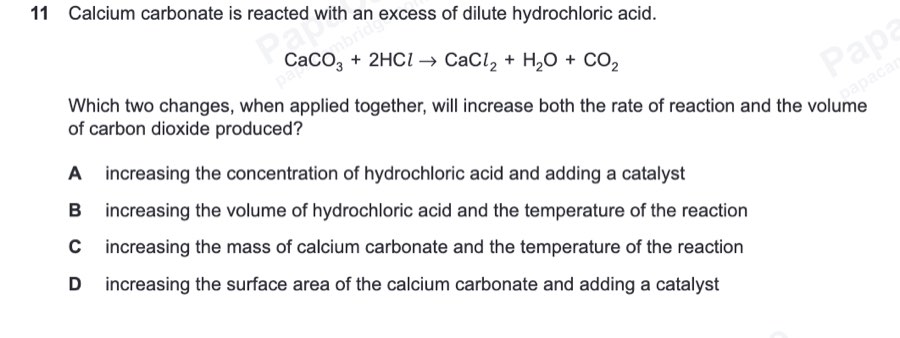 11 Calcium carbonate is reacted with an excess of dilute hydrochloric acid.
CaCO₃ + 2HCl → CaCl₂ + H₂O + CO₂
Which two changes, when applied together, will increase both the rate of reaction and the volume
of carbon dioxide produced?
A increasing the concentration of hydrochloric acid and adding a catalyst
B increasing the volume of hydrochloric acid and the temperature of the reaction
C increasing the mass of calcium carbonate and the temperature of the reaction
D increasing the surface area of the calcium carbonate and adding a catalyst